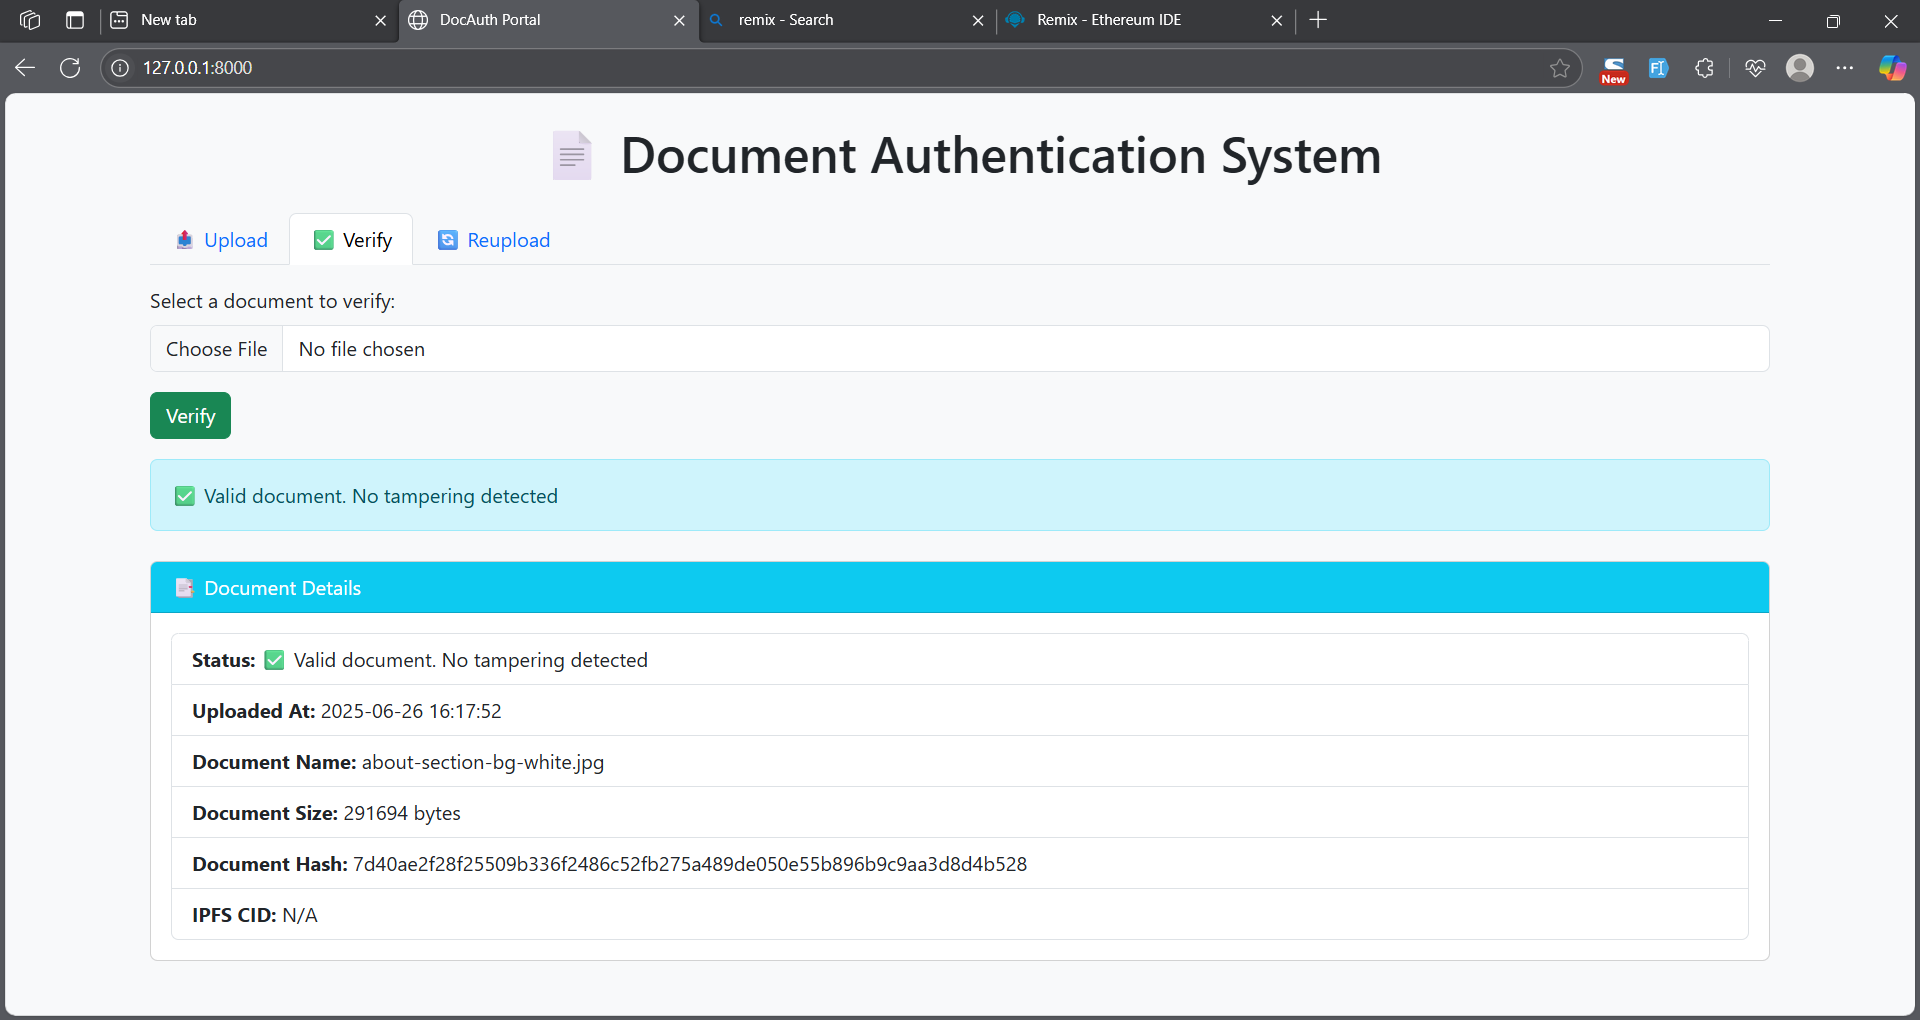 New tab
DocAuth Portal
remix - Search
Remix - Ethereum IDE
127.0.0.1:8000
New
Document Authentication System
Upload
Verify
Reupload
Select a document to verify:
Choose File
No file chosen
Verify
Valid document. No tampering detected
Document Details
Status: ✅ Valid document. No tampering detected
Uploaded At: 2025-06-26 16:17:52
Document Name: about-section-bg-white.jpg
Document Size: 291694 bytes
Document Hash: 7d40ae2f28f25509b336f2486c52fb275a489de050e55b896b9c9aa3d8d4b528
IPFS CID: N/A